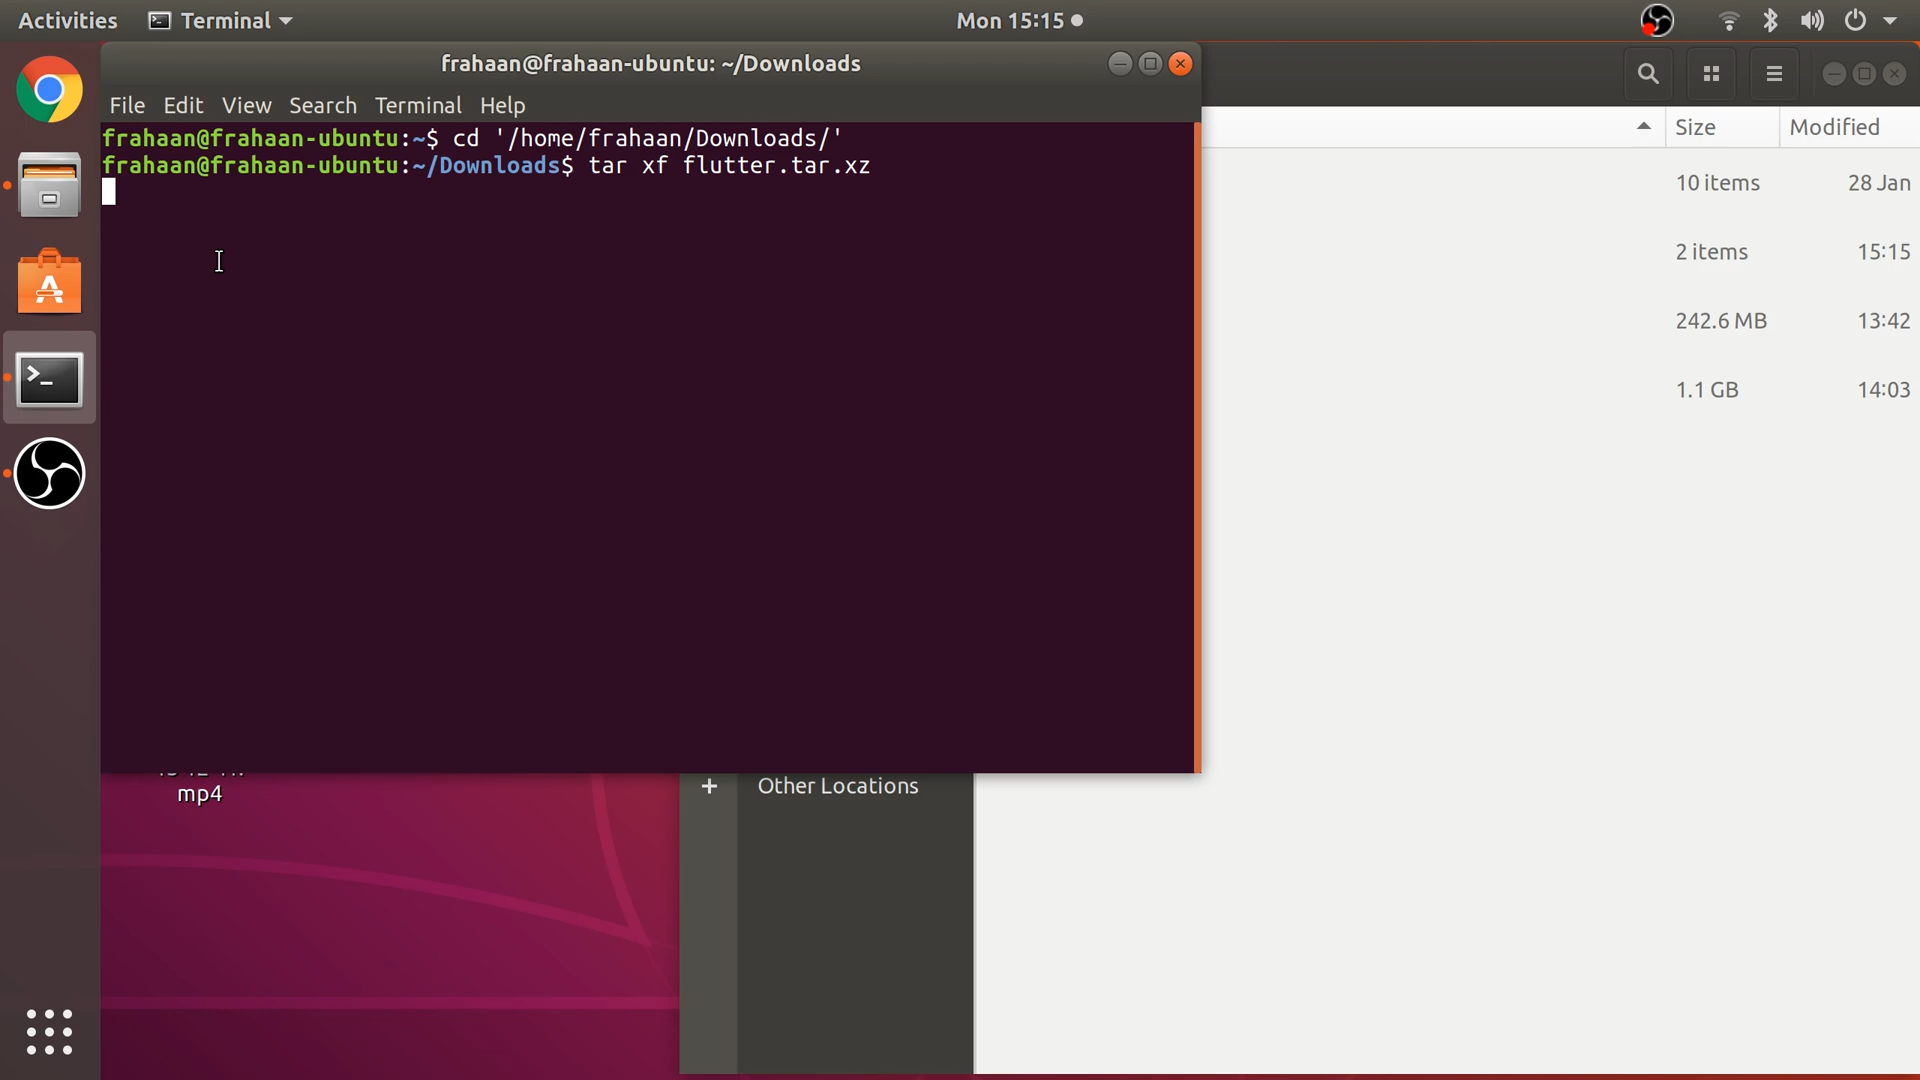 Activities Terminal Mon 15:15
frahaan@frahaan-ubuntu: ~/Downloads
File Edit View Search Terminal Help
frahaan@frahaan-ubuntu:~$ cd '/home/frahaan/Downloads/'
frahaan@frahaan-ubuntu:~/Downloads$ tar xf flutter.tar.xz
Size Modified
10 items 28 Jan
2 items 15:15
242.6 MB 13:42
1.1 GB 14:03
mp4
+ Other Locations